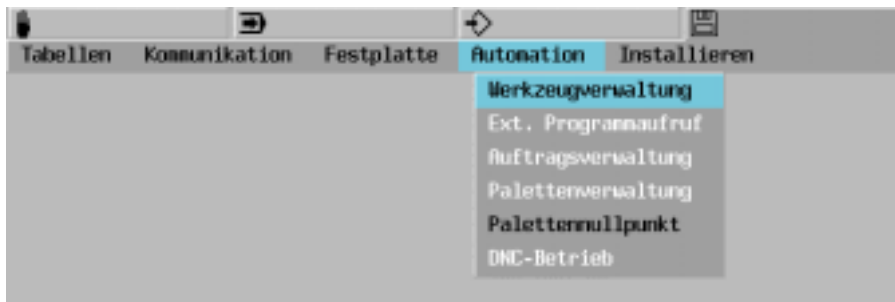 Tabellen Kommunikation Festplatte Automation Installieren
Werkzeugverwaltung
Ext. Programmaufruf
Auftragsverwaltung
Palettenverwaltung
Palettennullpunkt
DNC-Betrieb